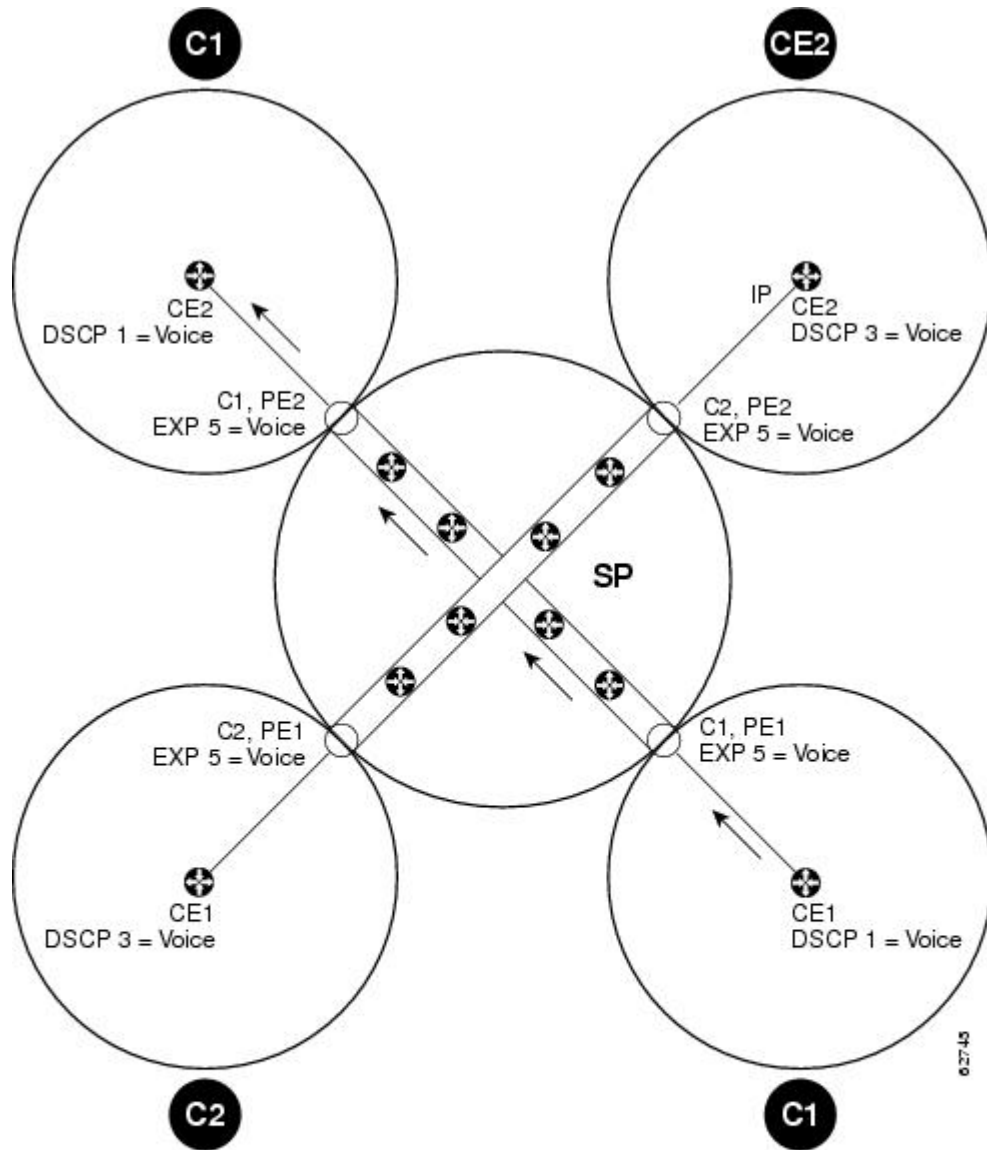 C1
CE2
CE2
DSCP 1 = Voice
IP
CE2
DSCP 3 = Voice
C1, PE2
EXP 5 = Voice
C2, PE2
EXP 5 = Voice
SP
C2, PE1
EXP 5 = Voice
C1, PE1
EXP 5 = Voice
CE1
DSCP 3 = Voice
CE1
DSCP 1 = Voice
62745
C2
C1